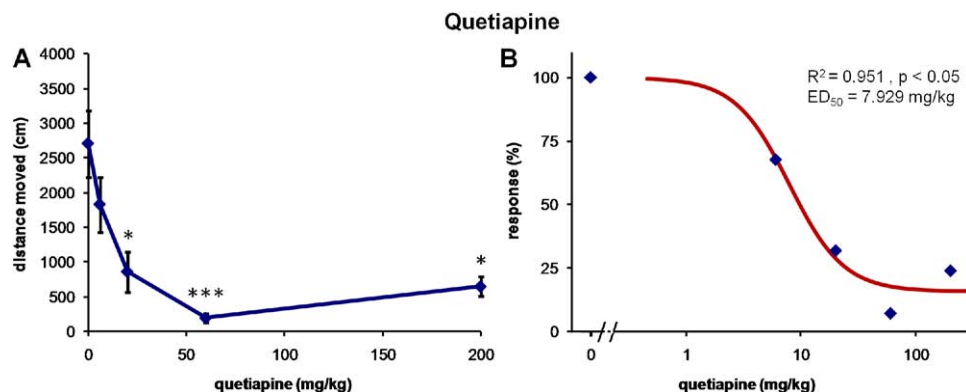 Quetiapine
A
4000
3500
3000
2500
2000
1500
1000
500
0
distance moved (cm)
*
***
*
0
50
100
150
200
quetiapine (mg/kg)
B
R² = 0.951 , p < 0.05
ED₅₀ = 7.929 mg/kg
100
75
50
25
0
response (%)
0
1
10
100
quetiapine (mg/kg)